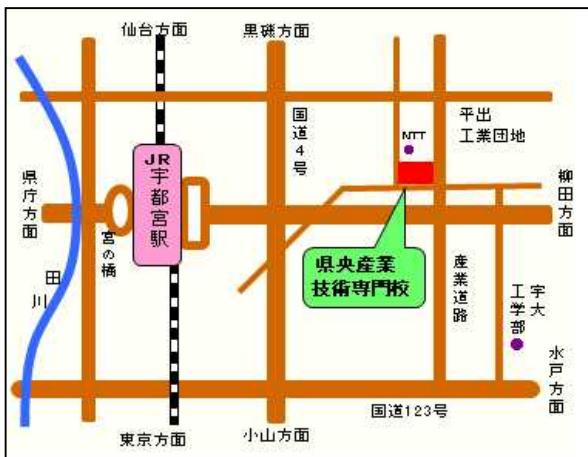 仙台方面
黒磯方面
国道4号
平出
工業団地
NTT
JR
宇都宮駅
県庁方面
柳田方面
宮の橋
田川
県央産業
技術専門校
産業道路
宇大
工学部
水戸方面
国道123号
東京方面
小山方面